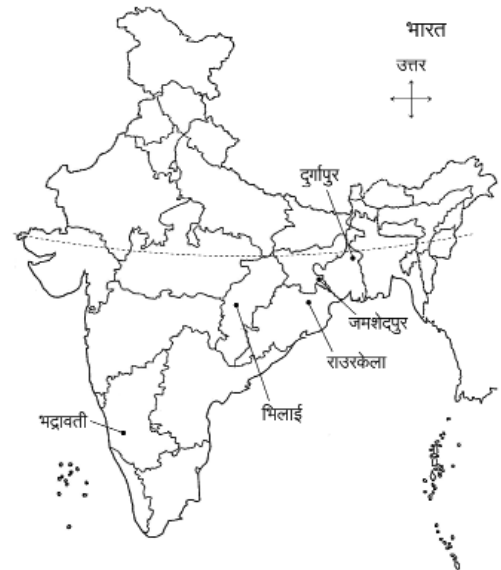 भारत
उत्तर
दुर्गापुर
जमशेदपुर
राउरकेला
भिलाई
भद्रावती